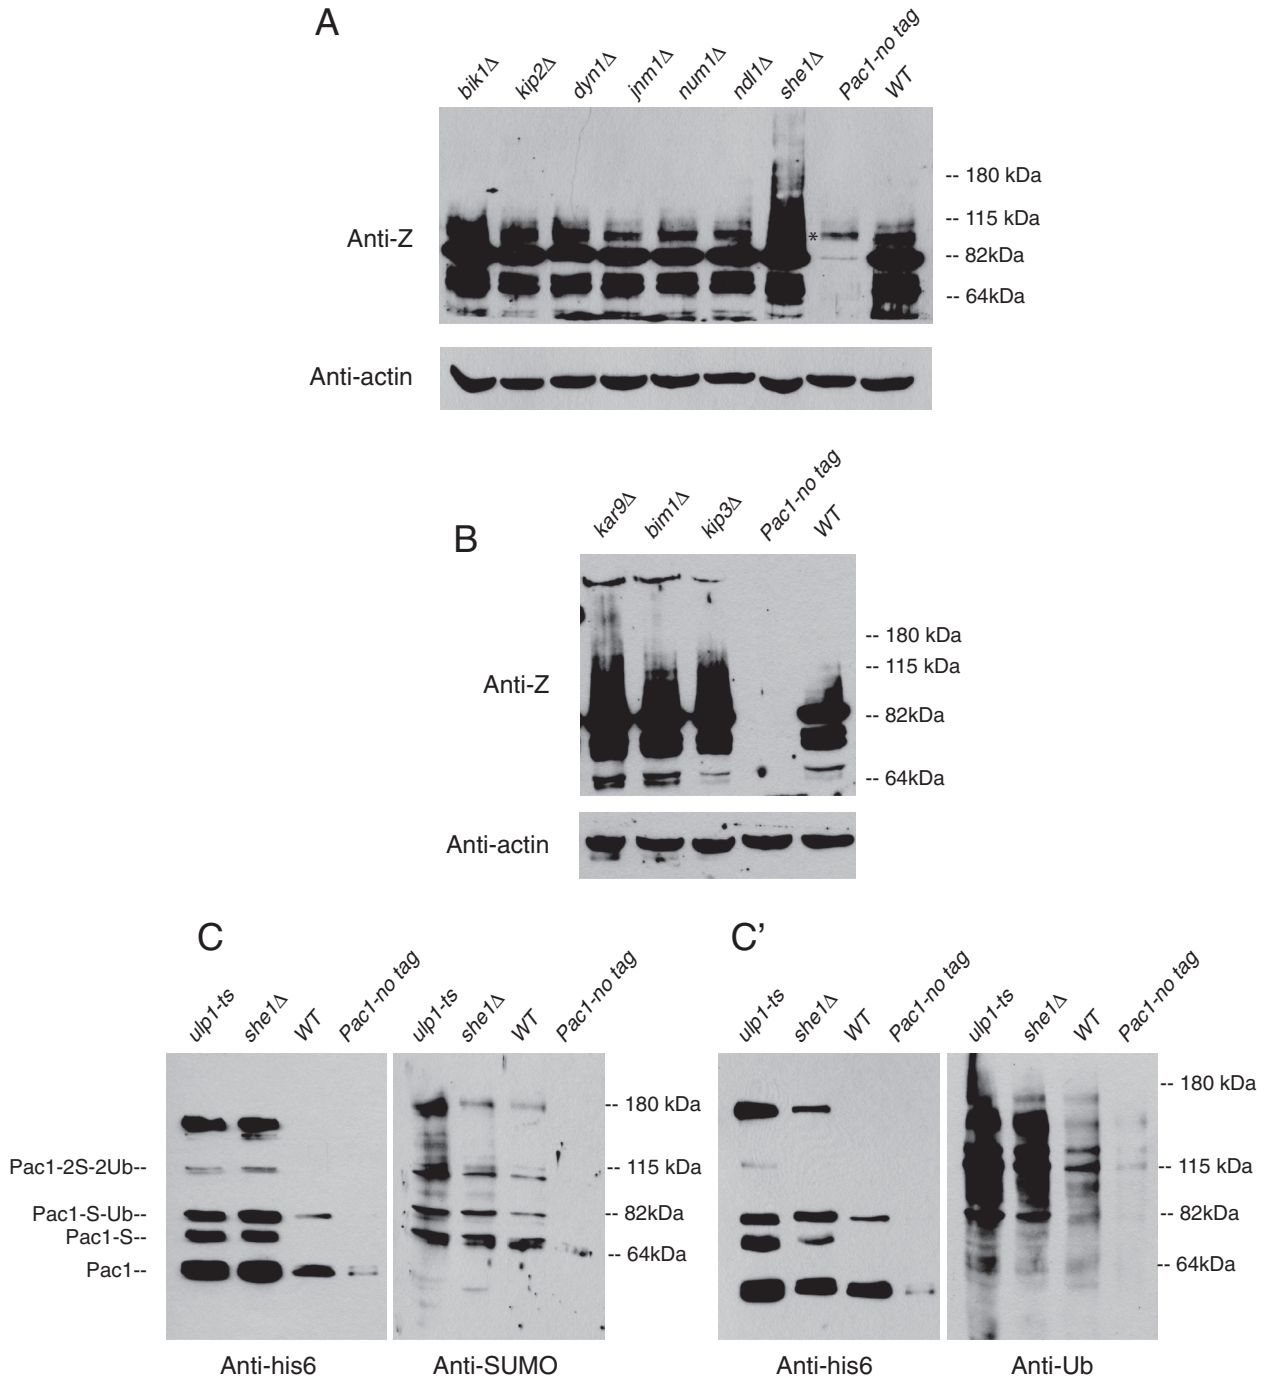 A
bik1Δ kip2Δ dyn1Δ jnm1Δ num1Δ ndl1Δ she1Δ Pac1-no tag WT
-- 180 kDa
-- 115 kDa
Anti-Z
*
-- 82kDa
-- 64kDa
Anti-actin
B
kar9Δ bim1Δ kip3Δ Pac1-no tag WT
-- 180 kDa
-- 115 kDa
Anti-Z
-- 82kDa
-- 64kDa
Anti-actin
C
ulp1-ts she1Δ WT Pac1-no tag
ulp1-ts she1Δ WT Pac1-no tag
Pac1-2S-2Ub--
Pac1-S-Ub--
Pac1-S--
Pac1--
-- 180 kDa
-- 115 kDa
-- 82kDa
-- 64kDa
Anti-his6
Anti-SUMO
C’
ulp1-ts she1Δ WT Pac1-no tag
ulp1-ts she1Δ WT Pac1-no tag
-- 180 kDa
-- 115 kDa
-- 82kDa
-- 64kDa
Anti-his6
Anti-Ub